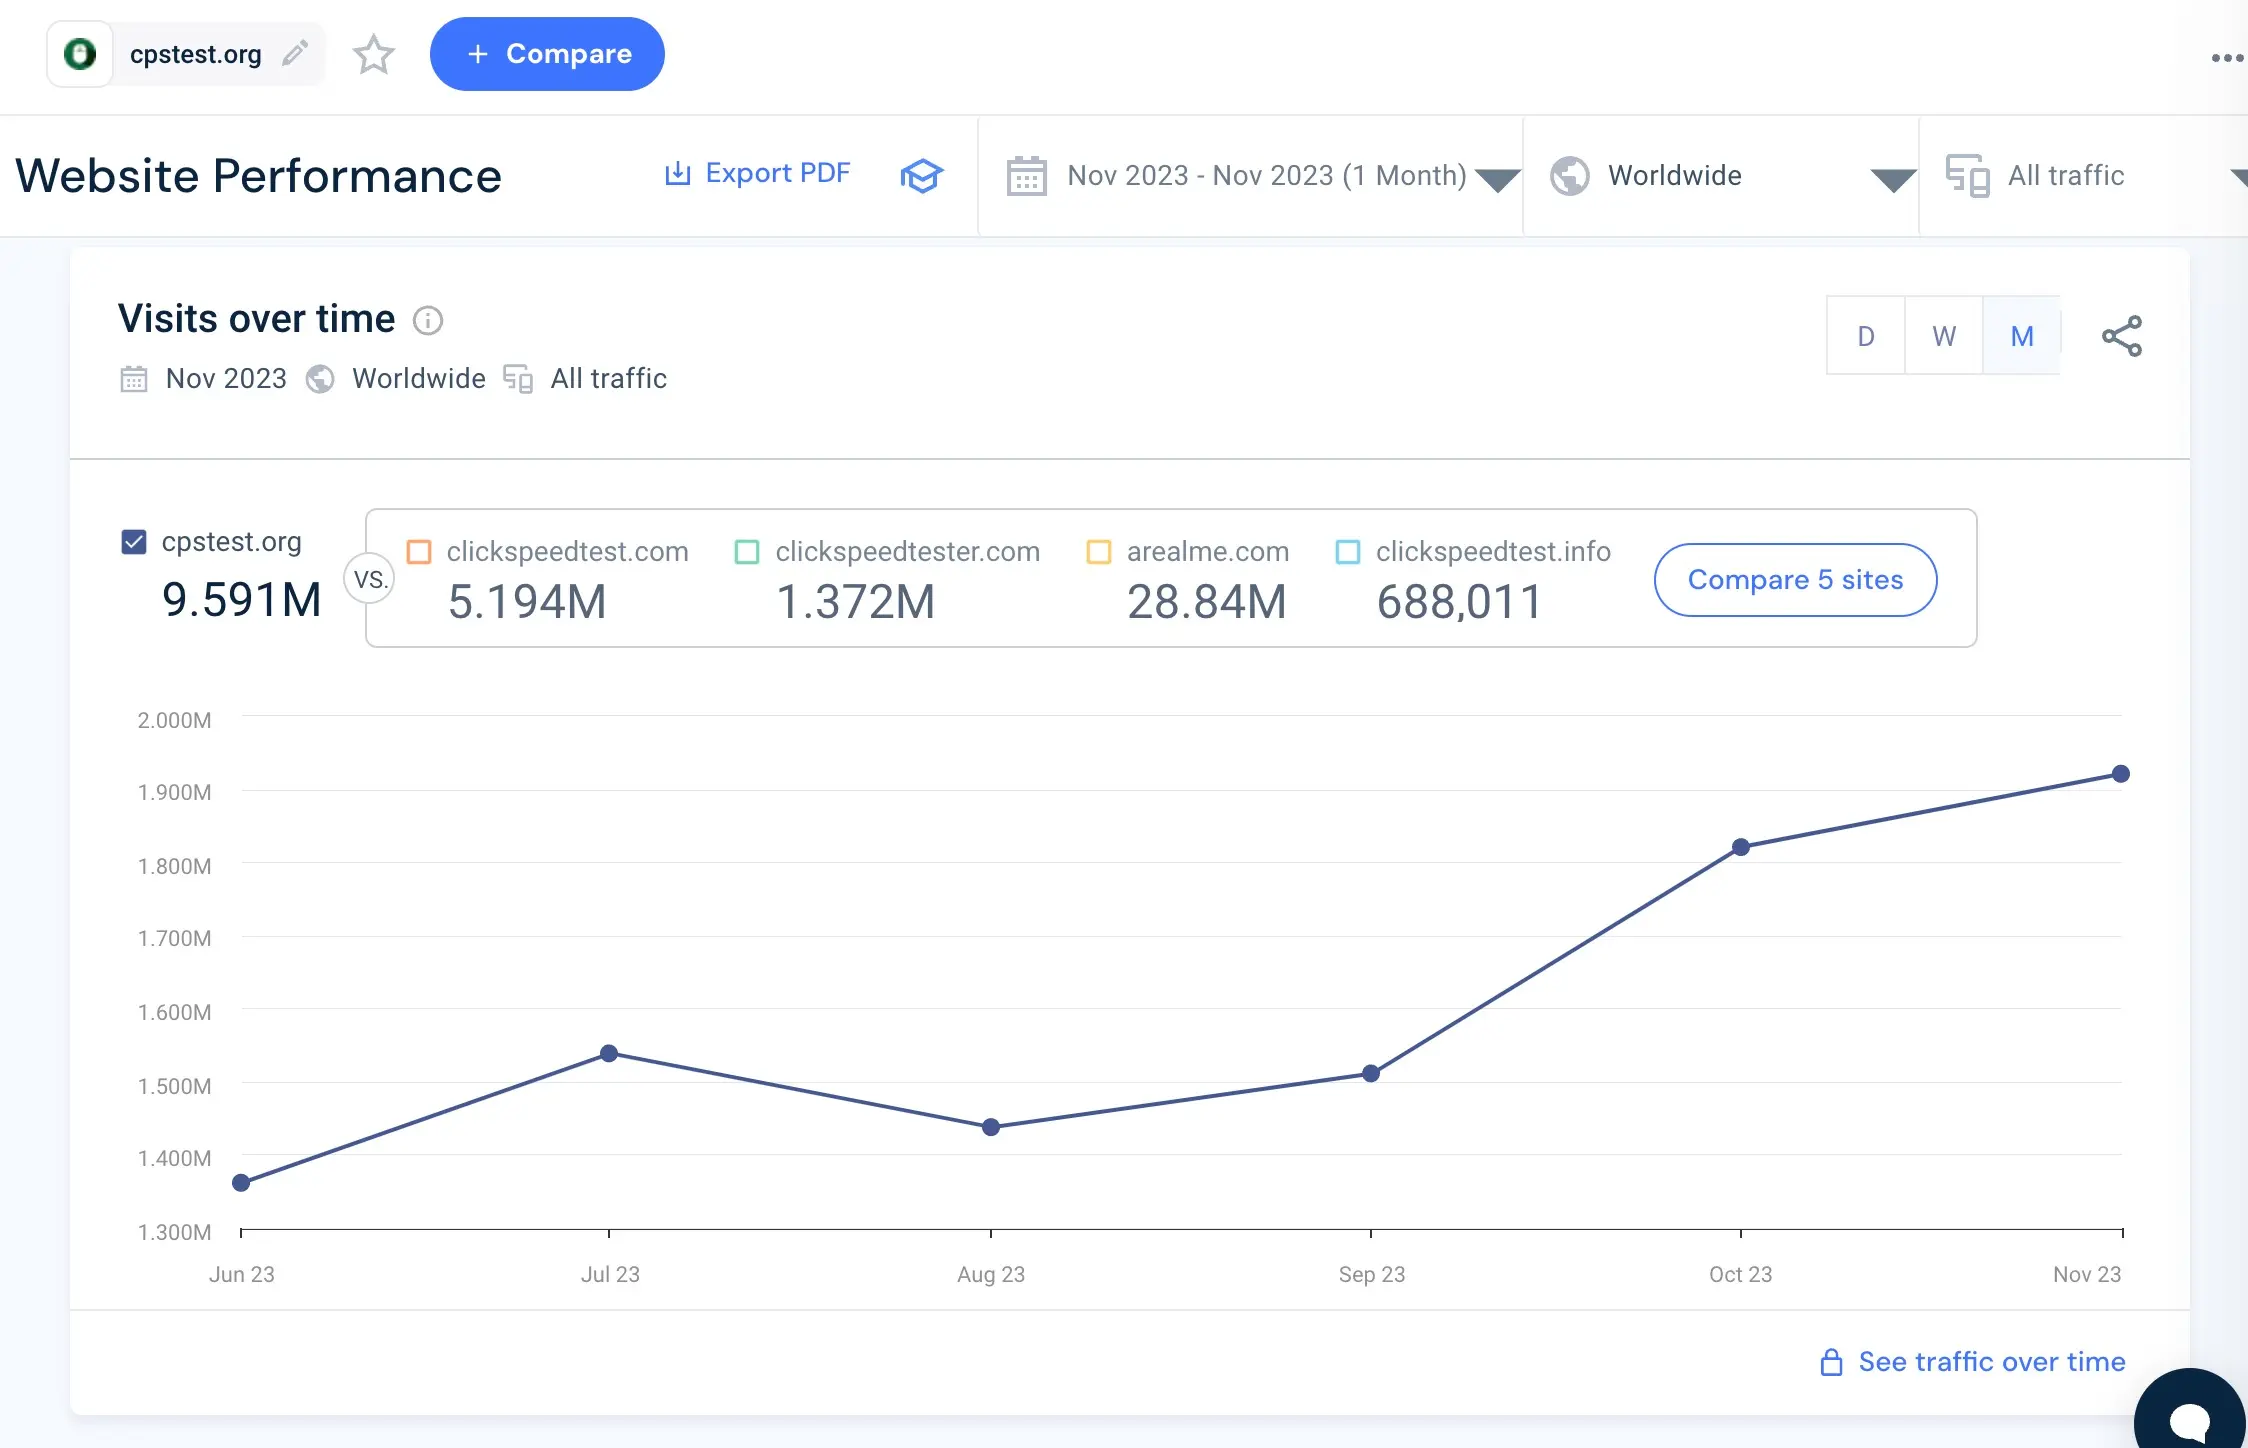 cpstest.org
+ Compare
Website Performance
Export PDF
Nov 2023 - Nov 2023 (1 Month)
Worldwide
All traffic
Visits over time
D
W
M
Nov 2023
Worldwide
All traffic
cpstest.org
9.591M
VS.
clickspeedtest.com
5.194M
clickspeedtester.com
1.372M
arealme.com
28.84M
clickspeedtest.info
688,011
Compare 5 sites
2.000M
1.900M
1.800M
1.700M
1.600M
1.500M
1.400M
1.300M
Jun 23
Jul 23
Aug 23
Sep 23
Oct 23
Nov 23
See traffic over time